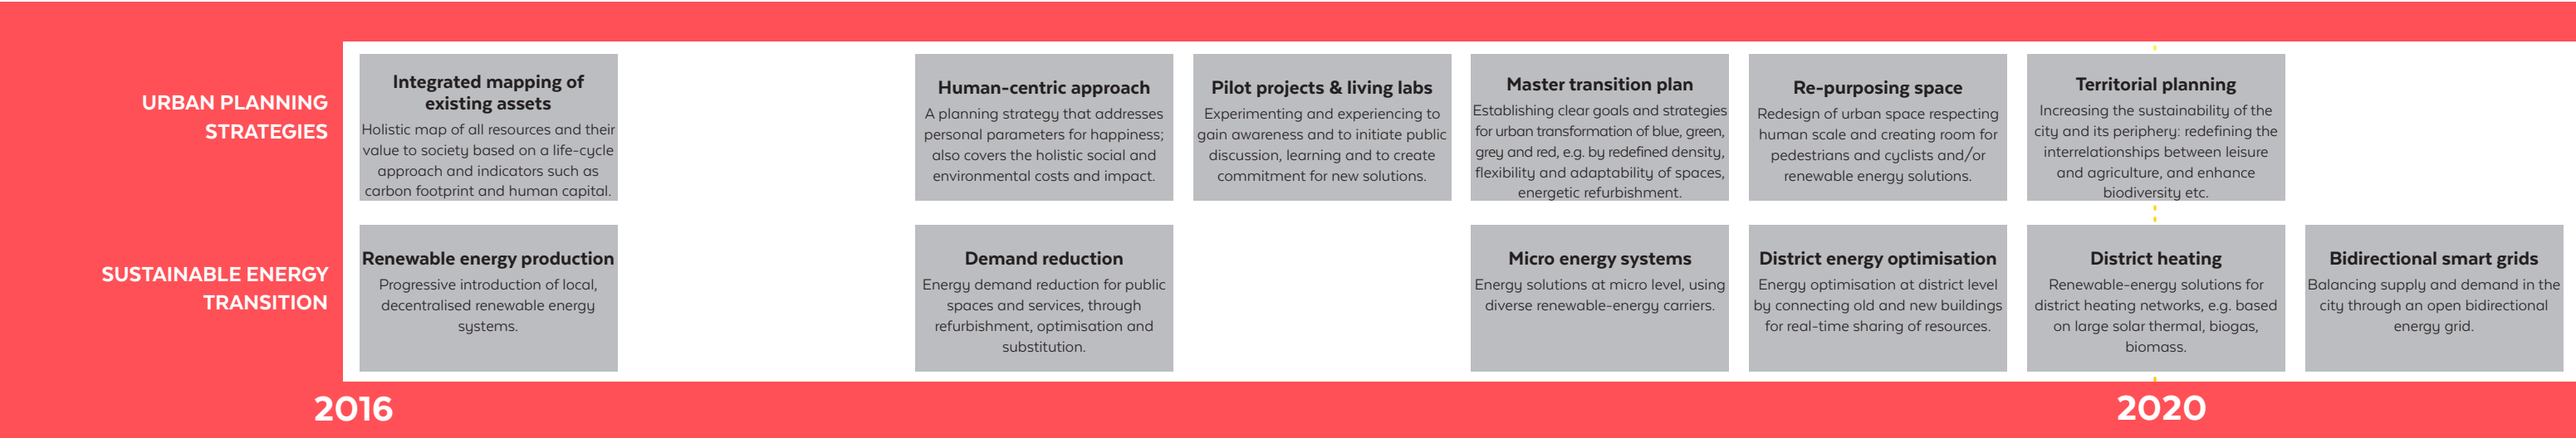 URBAN PLANNING
STRATEGIES
Integrated mapping of
existing assets
Holistic map of all resources and their
value to society based on a life-cycle
approach and indicators such as
carbon footprint and human capital.
Human-centric approach
A planning strategy that addresses
personal parameters for happiness;
also covers the holistic social and
environmental costs and impact.
Pilot projects & living labs
Experimenting and experiencing to
gain awareness and to initiate public
discussion, learning and to create
commitment for new solutions.
Master transition plan
Establishing clear goals and strategies
for urban transformation of blue, green,
grey and red, e.g. by redefined density,
flexibility and adaptability of spaces,
energetic refurbishment.
Re-purposing space
Redesign of urban space respecting
human scale and creating room for
pedestrians and cyclists and/or
renewable energy solutions.
Territorial planning
Increasing the sustainability of the
city and its periphery: redefining the
interrelationships between leisure
and agriculture, and enhance
biodiversity etc.
SUSTAINABLE ENERGY
TRANSITION
Renewable energy production
Progressive introduction of local,
decentralised renewable energy
systems.
Demand reduction
Energy demand reduction for public
spaces and services, through
refurbishment, optimisation and
substitution.
Micro energy systems
Energy solutions at micro level, using
diverse renewable-energy carriers.
District energy optimisation
Energy optimisation at district level
by connecting old and new buildings
for real-time sharing of resources.
District heating
Renewable-energy solutions for
district heating networks, e.g. based
on large solar thermal, biogas,
biomass.
Bidirectional smart grids
Balancing supply and demand in the
city through an open bidirectional
energy grid.
2016
2020